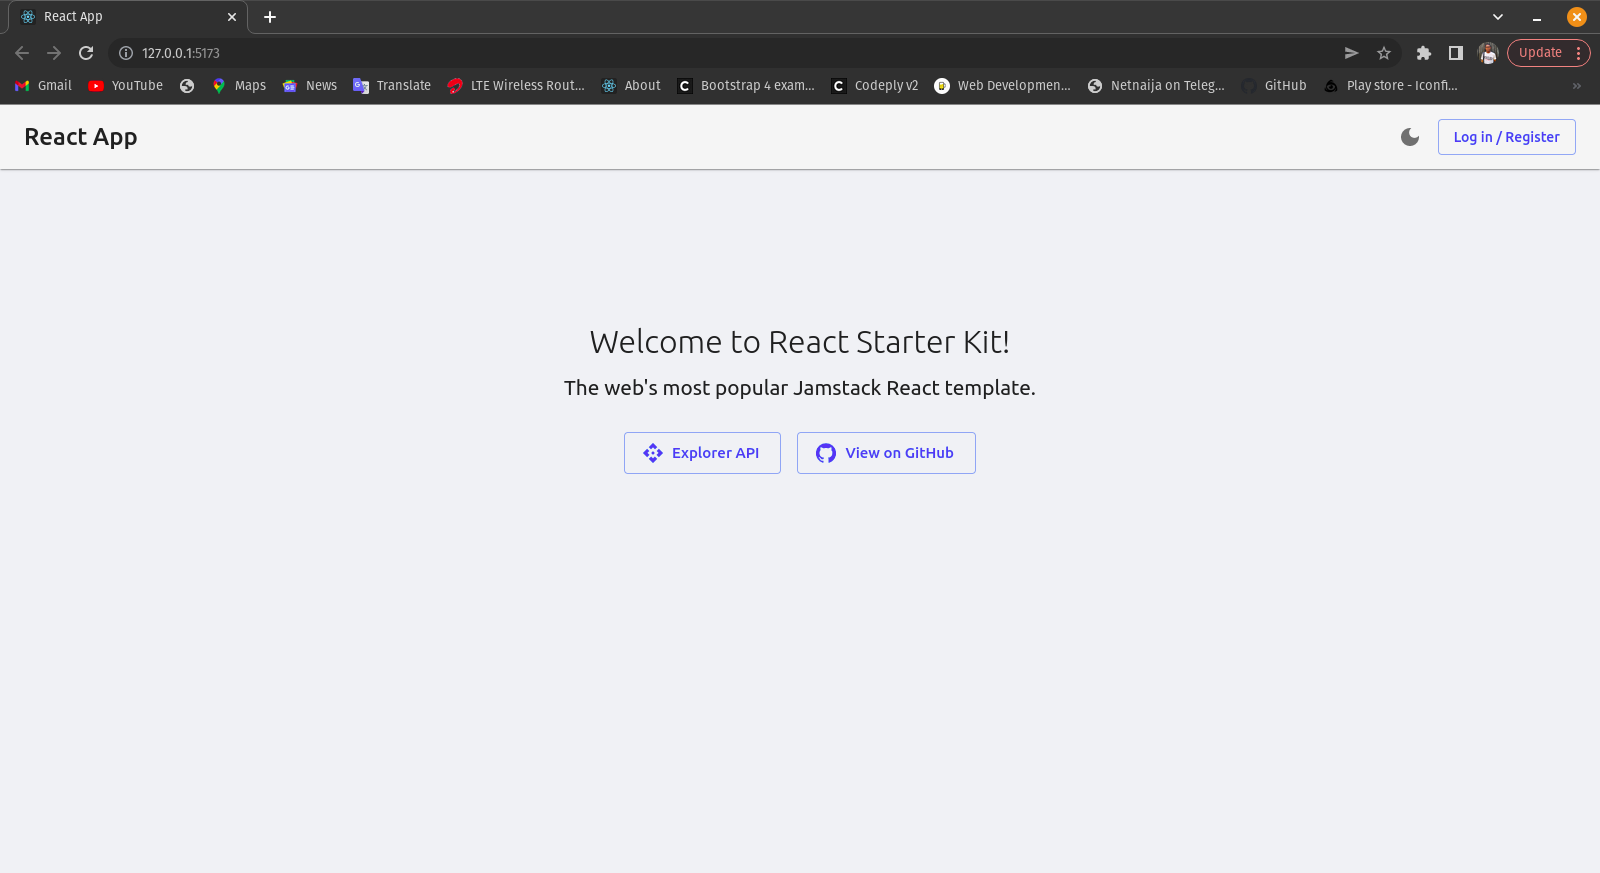 React App
127.0.0.1:5173
Update
Gmail YouTube Maps News Translate LTE Wireless Rout... About Bootstrap 4 exam... Codeply v2 Web Developmen... Netnaija on Teleg... GitHub Play store - Iconfi... »
React App Log in / Register
Welcome to React Starter Kit!
The web's most popular Jamstack React template.
Explorer API View on GitHub